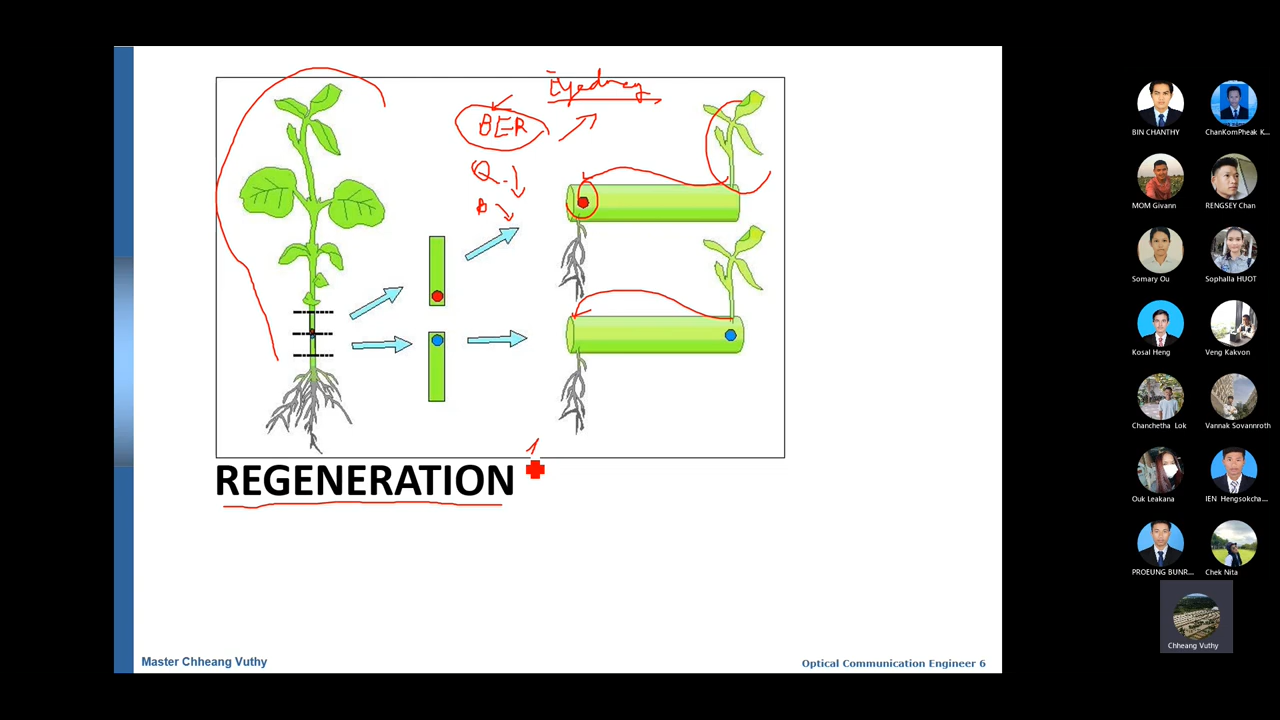 BER
Q
REGENERATION
1
Master Chheang Vuthy
Optical Communication Engineer 6
BIN CHANTHY
ChanKomPheak K...
MOM Givann
RENGSEY Chan
Somary Ou
Sophalla HUOT
Kosal Heng
Veng Kakvon
Chanchetha Lok
Vannak Sovannroth
Ouk Leakana
IEN Hengsokcha...
PROEUNG BUNR...
Chek Nita
Chheang Vuthy